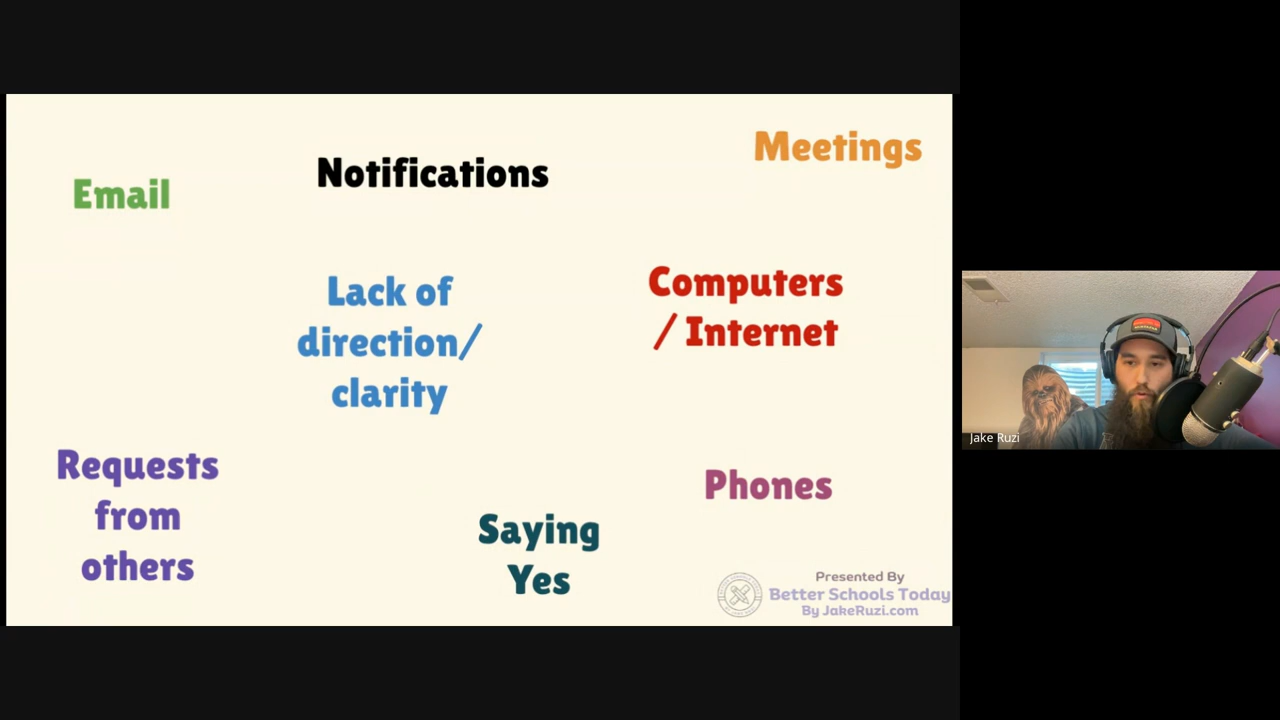 Email
Notifications
Meetings
Lack of
direction/
clarity
Computers
/ Internet
Requests
from
others
Saying
Yes
Phones
Presented By
Better Schools Today
By JakeRuzi.com
Jake Ruzi